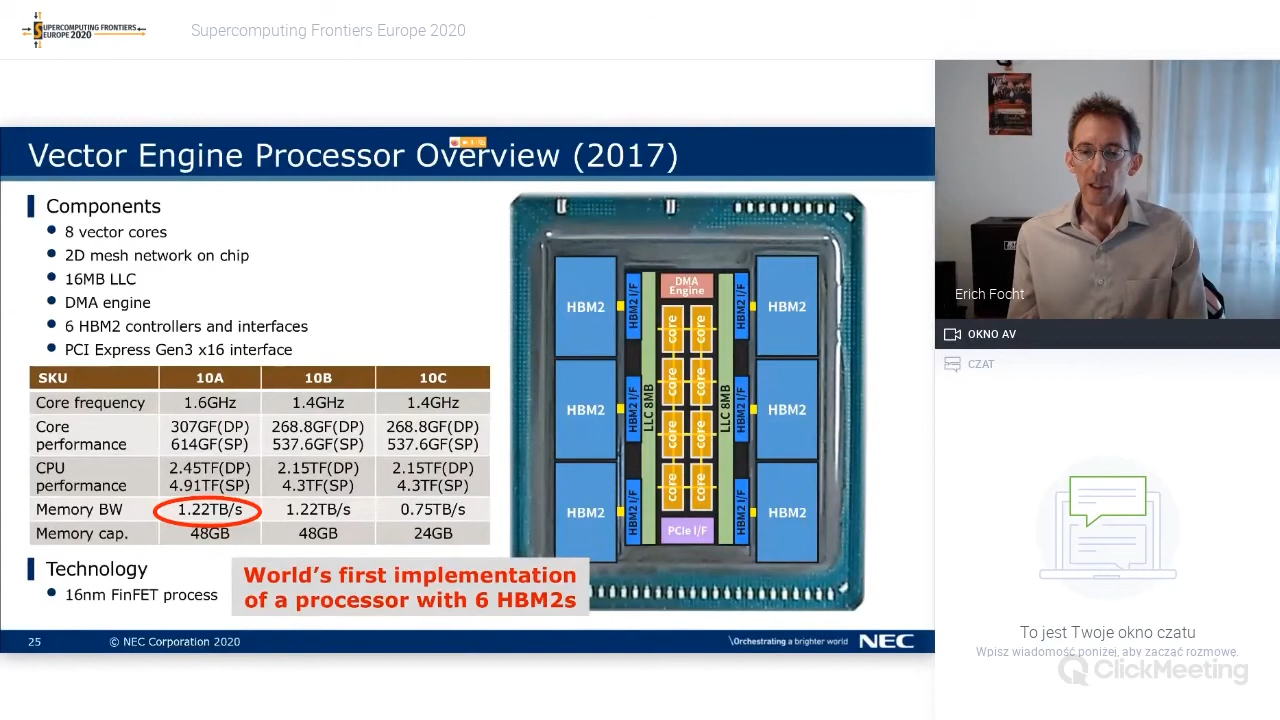 SUPERCOMPUTING FRONTIERS
EUROPE 2020
Supercomputing Frontiers Europe 2020
Vector Engine Processor Overview (2017)
Components
8 vector cores
2D mesh network on chip
16MB LLC
DMA engine
6 HBM2 controllers and interfaces
PCI Express Gen3 x16 interface
SKU 10A 10B 10C
Core frequency 1.6GHz 1.4GHz 1.4GHz
Core performance 307GF(DP) 614GF(SP) 268.8GF(DP) 537.6GF(SP) 268.8GF(DP) 537.6GF(SP)
CPU performance 2.45TF(DP) 4.91TF(SP) 2.15TF(DP) 4.3TF(SP) 2.15TF(DP) 4.3TF(SP)
Memory BW 1.22TB/s 1.22TB/s 0.75TB/s
Memory cap. 48GB 48GB 24GB
Technology
16nm FinFET process
World's first implementation
of a processor with 6 HBM2s
DMA
Engine
HBM2 HBM2 I/F core core HBM2 I/F HBM2
core core
HBM2 HBM2 I/F LLC 8MB LLC 8MB HBM2 I/F HBM2
core core
HBM2 HBM2 I/F core core HBM2 I/F HBM2
PCIe I/F
25 © NEC Corporation 2020 \Orchestrating a brighter world NEC
Erich Focht
OKNO AV
CZAT
To jest Twoje okno czatu
Wpisz wiadomość poniżej, aby zacząć rozmowę.
ClickMeeting